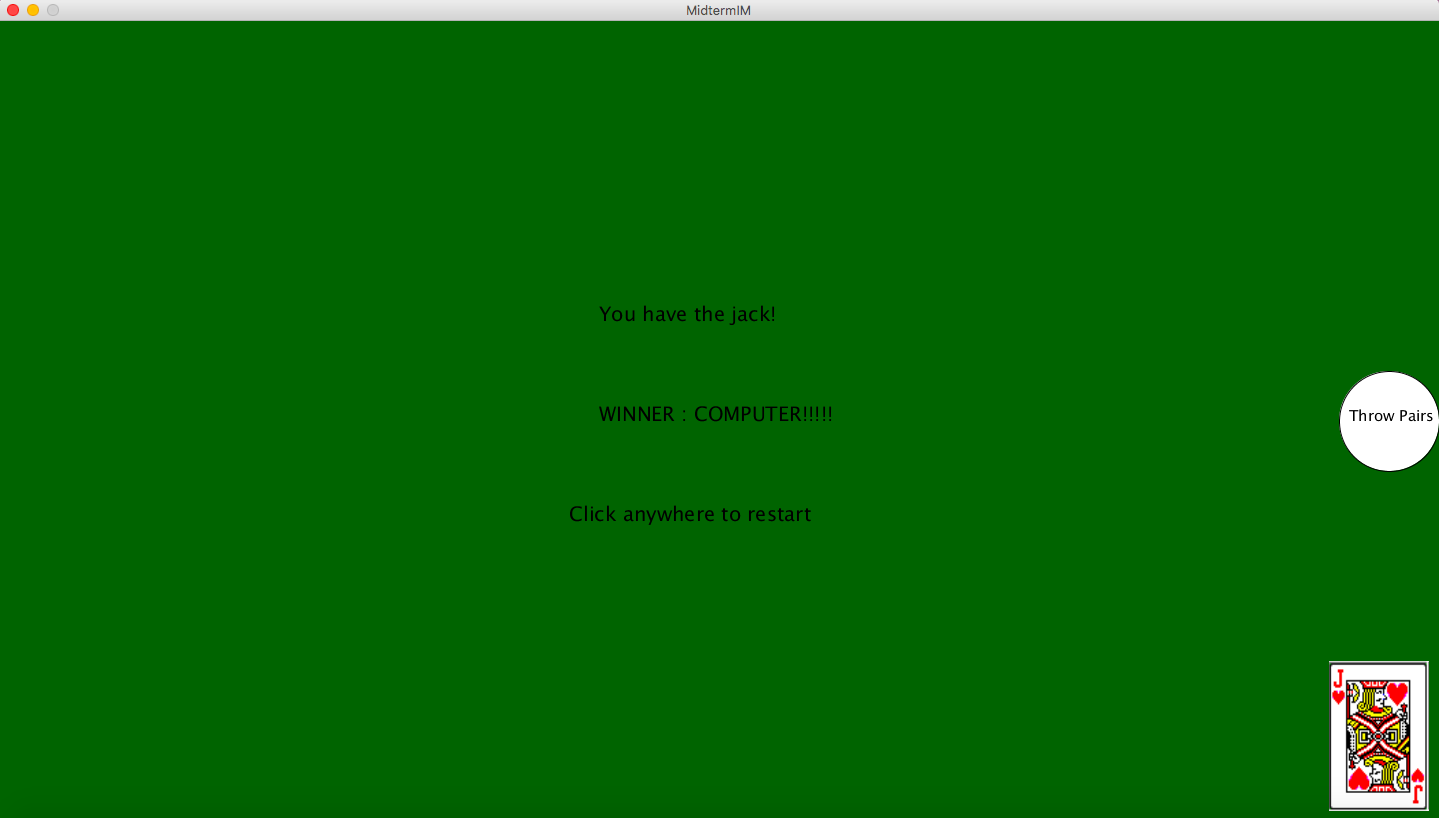 MidtermIM
You have the jack!
WINNER : COMPUTER!!!!!
Throw Pairs
Click anywhere to restart
J
J